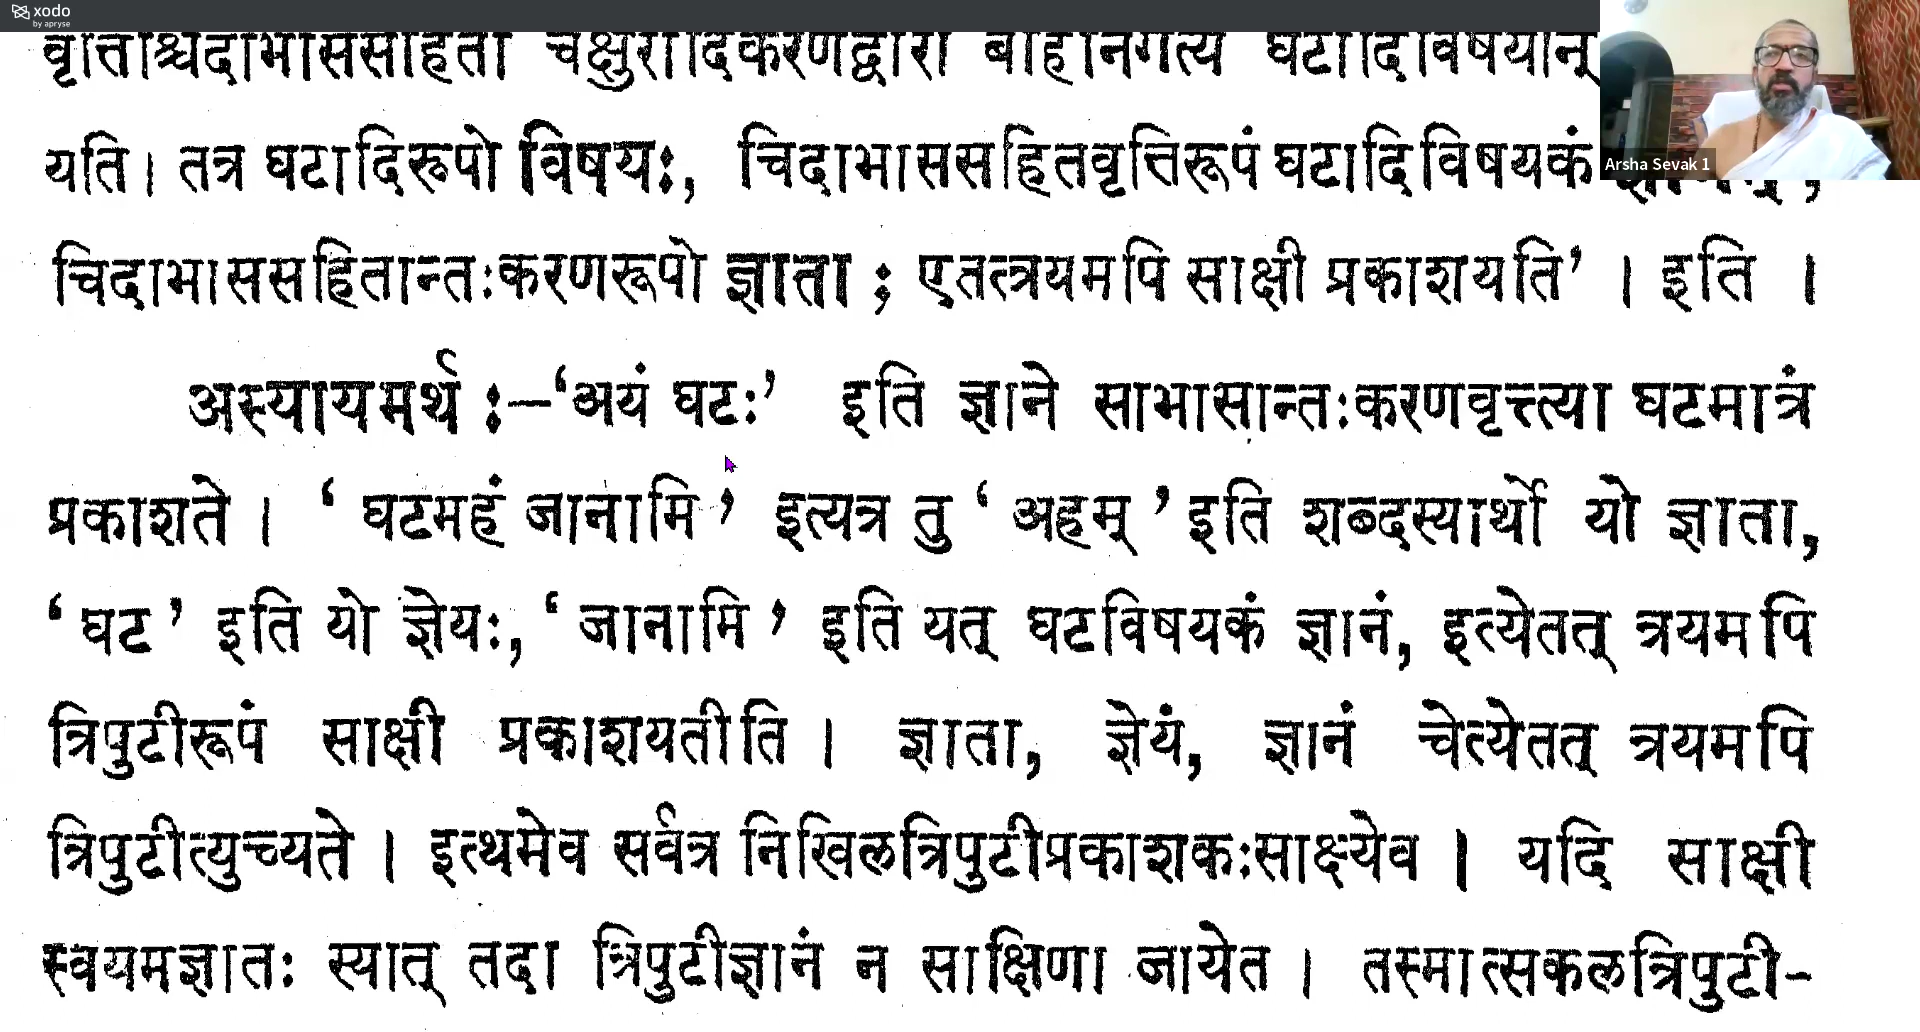 xodo
by apryse
वृत्तिश्चिदाभाससहिता चक्षुरादिकरणद्वारा बहिर्निर्गत्य घटादिविषयान्
यति । तत्र घटादिरूपो विषयः, चिदाभाससहितवृत्तिरूपं घटादिविषयकं
Arsha Sevak 1
चिदाभाससहितान्तःकरणरूपो ज्ञाता ; एतत्त्रयमपि साक्षी प्रकाशयति’ । इति ।
अस्यायमर्थः—‘अयं घटः’ इति ज्ञाने साभासान्तःकरणवृत्त्या घटमात्रं
प्रकाशते । ‘ घटमहं जानामि ’ इत्यत्र तु ‘ अहम् ’ इति शब्दस्यार्थो यो ज्ञाता,
‘ घट ’ इति यो ज्ञेयः, ‘ जानामि ’ इति यत् घटविषयकं ज्ञानं, इत्येतत् त्रयमपि
त्रिपुटीरूपं साक्षी प्रकाशयतीति । ज्ञाता, ज्ञेयं, ज्ञानं चेत्येतत् त्रयमपि
त्रिपुटीत्युच्यते । इत्थमेव सर्वत्र निखिलत्रिपुटीप्रकाशकःसाक्ष्येव । यदि साक्षी
स्वयमज्ञातः स्यात् तदा त्रिपुटीज्ञानं न साक्षिणा जायेत । तस्मात्सकलत्रिपुटी-